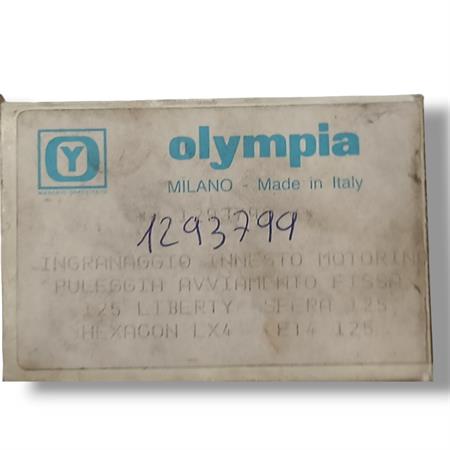 OY
olympia
MILANO - Made in Italy
1293799
INGRANAGGIO INNESTO MOTORINO
PULEGGIA AVVIAMENTO FISSA
125 LIBERTY SFERA 125
HEXAGON LX4 ET4 125